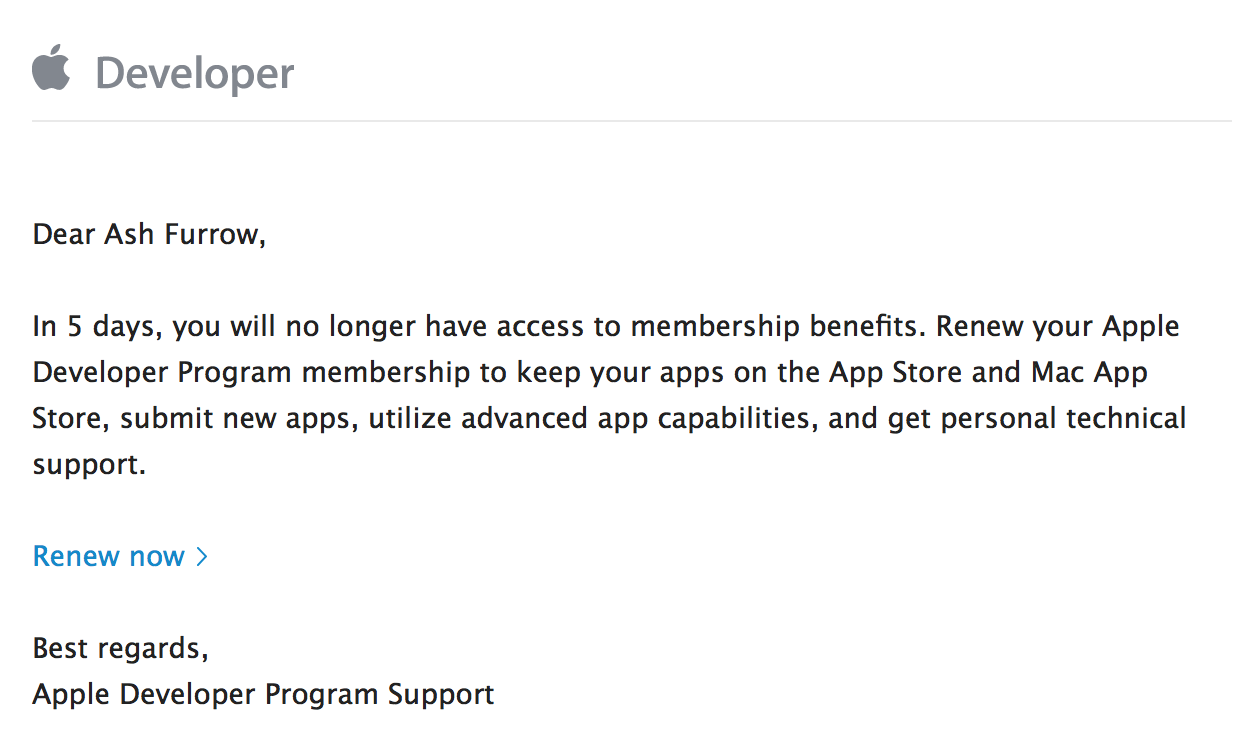 Developer
Dear Ash Furrow,
In 5 days, you will no longer have access to membership benefits. Renew your Apple
Developer Program membership to keep your apps on the App Store and Mac App
Store, submit new apps, utilize advanced app capabilities, and get personal technical
support.
Renew now >
Best regards,
Apple Developer Program Support